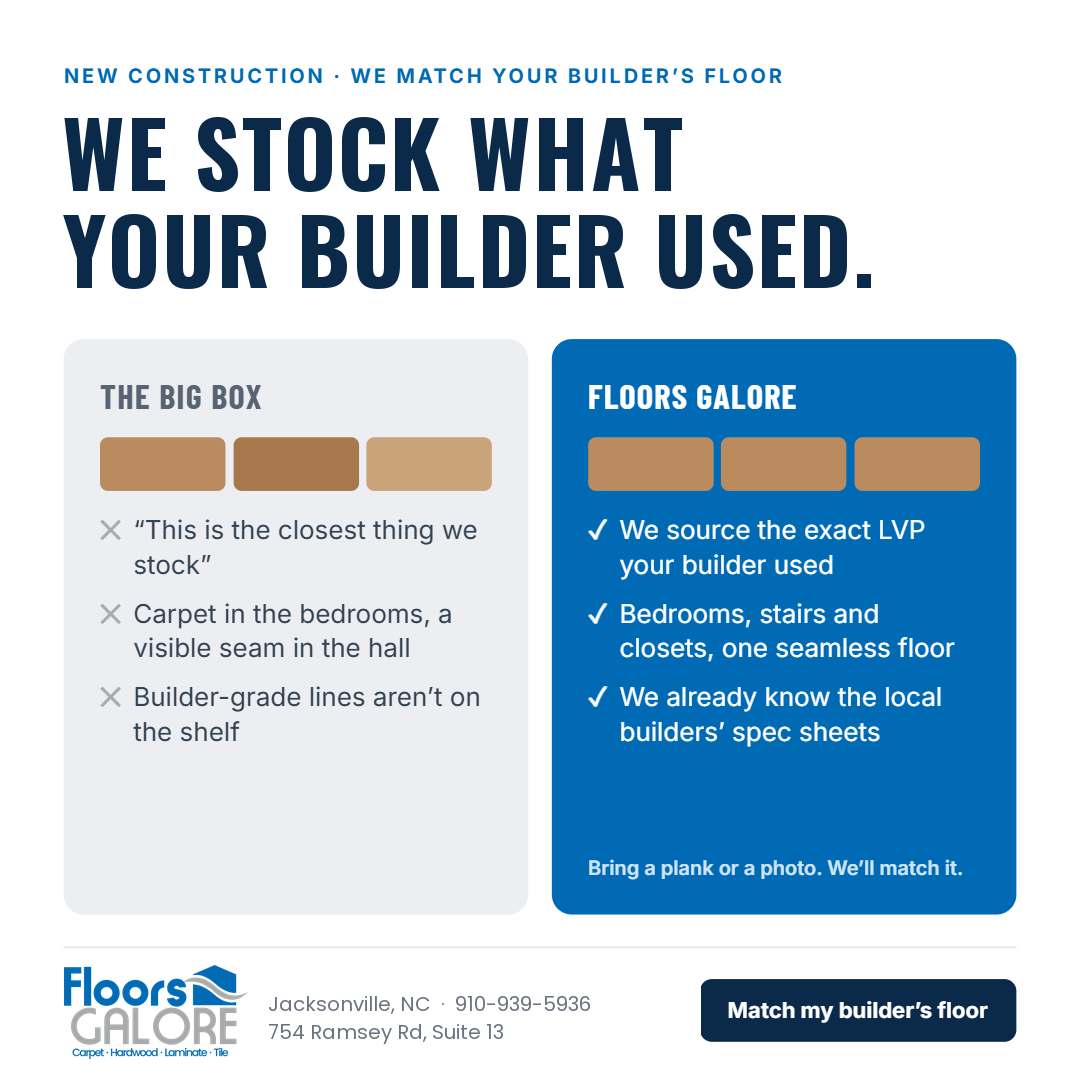 NEW CONSTRUCTION · WE MATCH YOUR BUILDER’S FLOOR
WE STOCK WHAT
YOUR BUILDER USED.
THE BIG BOX
“This is the closest thing we
stock”
Carpet in the bedrooms, a
visible seam in the hall
Builder-grade lines aren’t on
the shelf
FLOORS GALORE
✓ We source the exact LVP
your builder used
✓ Bedrooms, stairs and
closets, one seamless floor
✓ We already know the local
builders’ spec sheets
Bring a plank or a photo. We’ll match it.
Floors
GALORE
Carpet · Hardwood · Laminate · Tile
Jacksonville, NC · 910-939-5936
754 Ramsey Rd, Suite 13
Match my builder’s floor